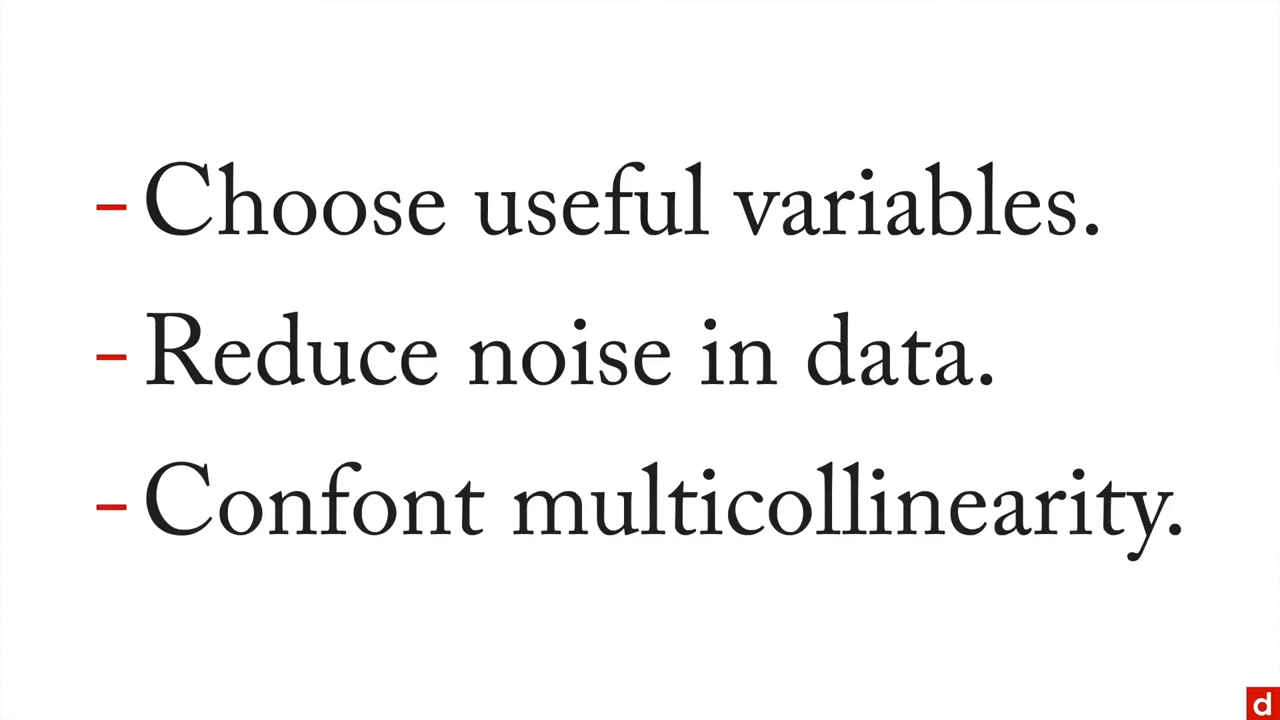 - Choose useful variables.
- Reduce noise in data.
- Confont multicollinearity.
d